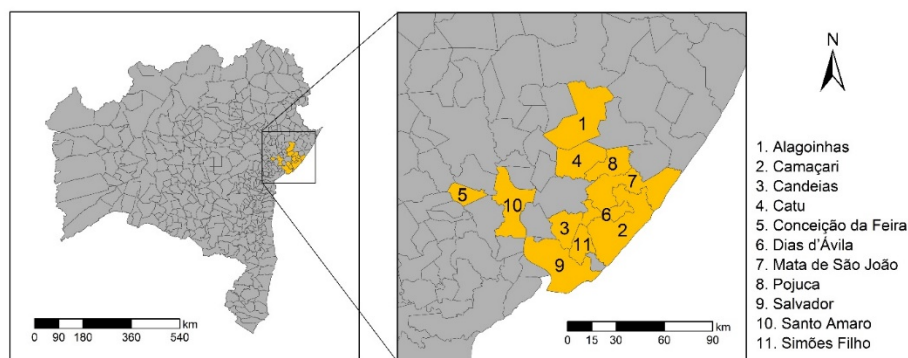 N
1. Alagoinhas
2. Camaçari
3. Candeias
4. Catu
5. Conceição da Feira
6. Dias d'Ávila
7. Mata de São João
8. Pojuca
9. Salvador
10. Santo Amaro
11. Simões Filho
1
4
8
7
5
10
6
3
2
11
9
km
0 90 180 360 540
km
0 15 30 60 90